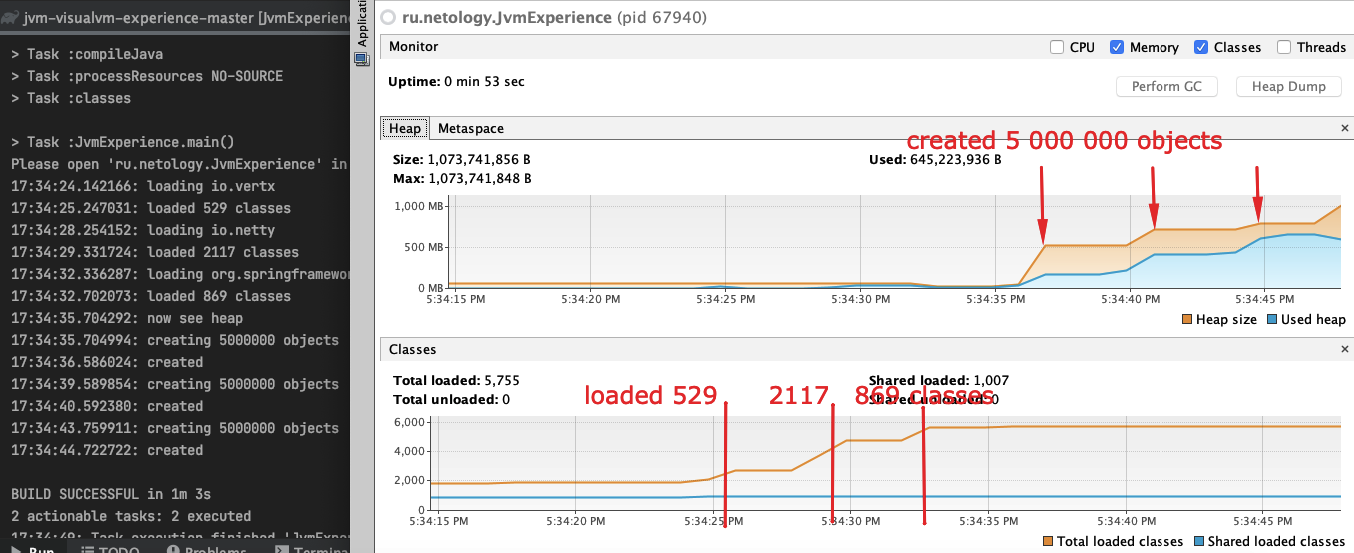 jvm-visualvm-experience-master [JvmExperien
> Task :compileJava
> Task :processResources NO-SOURCE
> Task :classes
> Task :JvmExperience.main()
Please open 'ru.netology.JvmExperience' in
17:34:24.142166: loading io.vertx
17:34:25.247031: loaded 529 classes
17:34:28.254152: loading io.netty
17:34:29.331724: loaded 2117 classes
17:34:32.336287: loading org.springframewo
17:34:32.702073: loaded 869 classes
17:34:35.704292: now see heap
17:34:35.704994: creating 5000000 objects
17:34:36.586024: created
17:34:39.589854: creating 5000000 objects
17:34:40.592380: created
17:34:43.759911: creating 5000000 objects
17:34:44.722722: created
BUILD SUCCESSFUL in 1m 3s
2 actionable tasks: 2 executed
17:34:49: Task execution finished 'JvmExper
Run TODO Problems Termina
Applicati
ru.netology.JvmExperience (pid 67940)
Monitor CPU Memory Classes Threads
Uptime: 0 min 53 sec Perform GC Heap Dump
Heap Metaspace ×
created 5 000 000 objects
Size: 1,073,741,856 B Used: 645,223,936 B
Max: 1,073,741,848 B
1,000 MB
500 MB
0 MB
5:34:15 PM 5:34:20 PM 5:34:25 PM 5:34:30 PM 5:34:35 PM 5:34:40 PM 5:34:45 PM
Heap size Used heap
Classes ×
Total loaded: 5,755 Shared loaded: 1,007
Total unloaded: 0 Shared unloaded: 0
loaded 529 2117 869 classes
6,000
4,000
2,000
0
5:34:15 PM 5:34:20 PM 5:34:25 PM 5:34:30 PM 5:34:35 PM 5:34:40 PM 5:34:45 PM
Total loaded classes Shared loaded classes